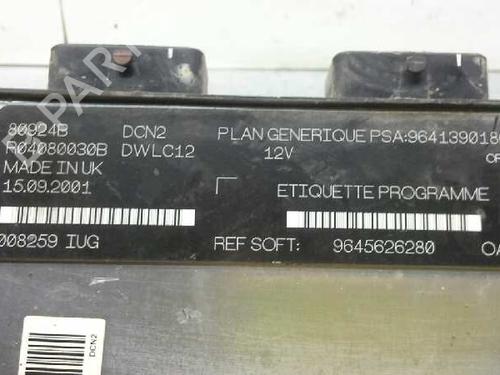 80924B DCN2 PLAN GENERIQUE PSA:964139018
R04080030B DWLC12 12V
MADE IN UK
15.09.2001 ETIQUETTE PROGRAMME
008259 IUG REF SOFT: 9645626280 OA
DCN2